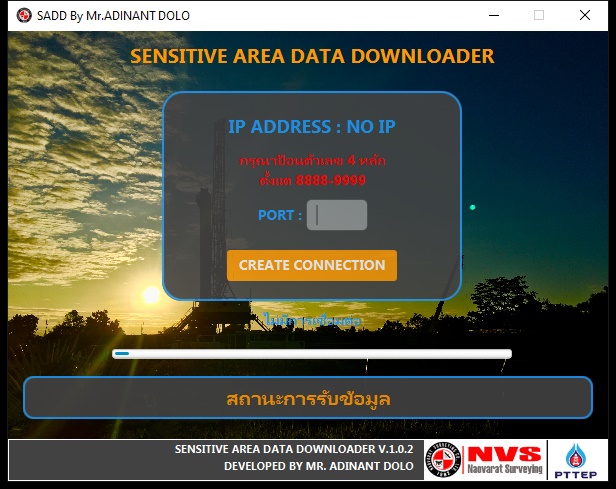 SADD By Mr.ADINANT DOLO
SENSITIVE AREA DATA DOWNLOADER
IP ADDRESS : NO IP
กรุณาป้อนตัวเลข 4 หลัก
ตั้งแต่ 8888-9999
PORT :
CREATE CONNECTION
ไม่มีการเชื่อมต่อ
สถานะการรับข้อมูล
SENSITIVE AREA DATA DOWNLOADER V.1.0.2
DEVELOPED BY MR. ADINANT DOLO
NVS
Naovarat Surveying
PTTEP